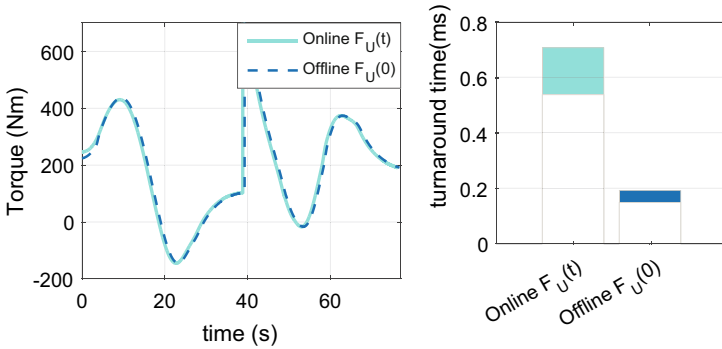 Torque (Nm)
600
400
200
0
-200
0
20
40
60
time (s)
Online F_U(t)
Offline F_U(0)
turnaround time(ms)
0.8
0.6
0.4
0.2
0
Online F_U(t)
Offline F_U(0)